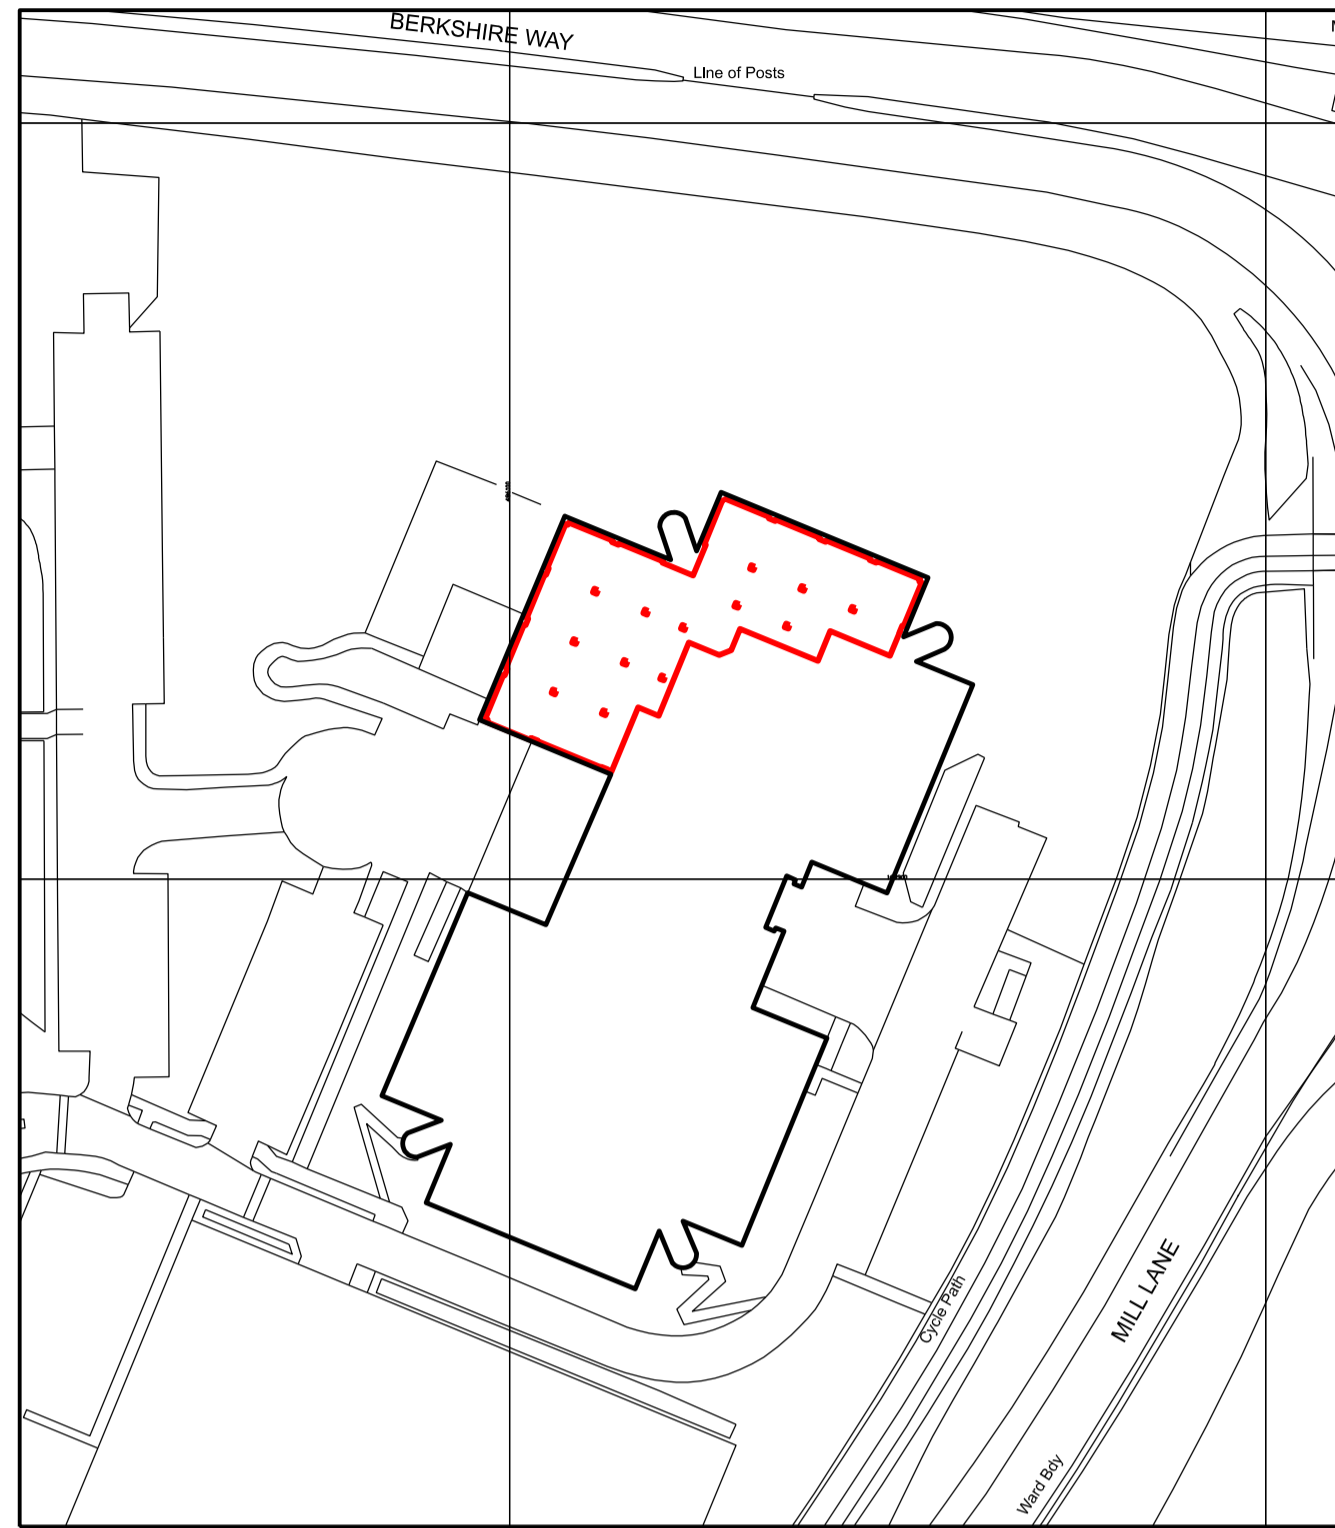 BERKSHIRE WAY
Line of Posts
Cycle Path
MILL LANE
Ward Bdy